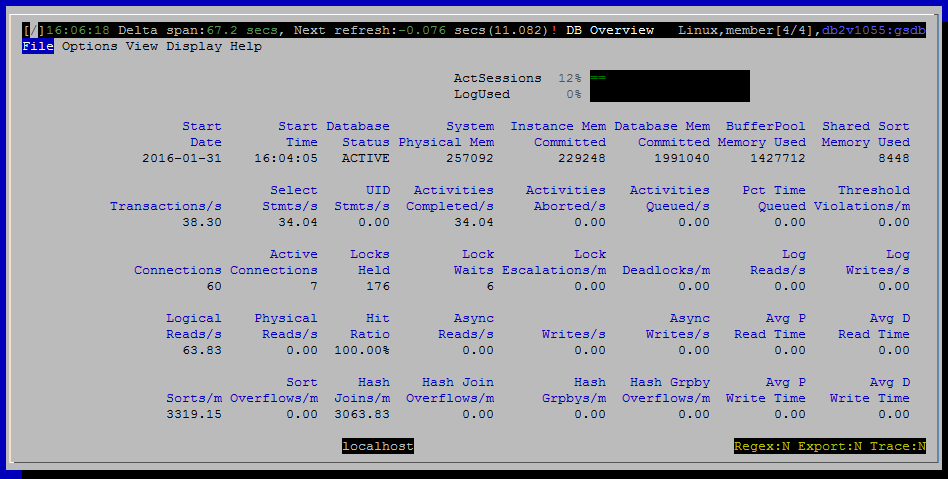 [/]16:06:18 Delta span:67.2 secs, Next refresh:-0.076 secs(11.082)! DB Overview Linux,member[4/4],db2v1055:gsdb
File Options View Display Help
ActSessions 12% ==
LogUsed 0%
Start Start Database System Instance Mem Database Mem BufferPool Shared Sort
Date Time Status Physical Mem Committed Committed Memory Used Memory Used
2016-01-31 16:04:05 ACTIVE 257092 229248 1991040 1427712 8448
Select UID Activities Activities Activities Pct Time Threshold
Transactions/s Stmts/s Stmts/s Completed/s Aborted/s Queued/s Queued Violations/m
38.30 34.04 0.00 34.04 0.00 0.00 0.00 0.00
Active Locks Lock Lock Log Log
Connections Connections Held Waits Escalations/m Deadlocks/m Reads/s Writes/s
60 7 176 6 0.00 0.00 0.00 0.00
Logical Physical Hit Async Async Avg P Avg D
Reads/s Reads/s Ratio Reads/s Writes/s Writes/s Read Time Read Time
63.83 0.00 100.00% 0.00 0.00 0.00 0.00 0.00
Sort Hash Hash Join Hash Hash Grpby Avg P Avg D
Sorts/m Overflows/m Joins/m Overflows/m Grpbys/m Overflows/m Write Time Write Time
3319.15 0.00 3063.83 0.00 0.00 0.00 0.00 0.00
localhost Regex:N Export:N Trace:N